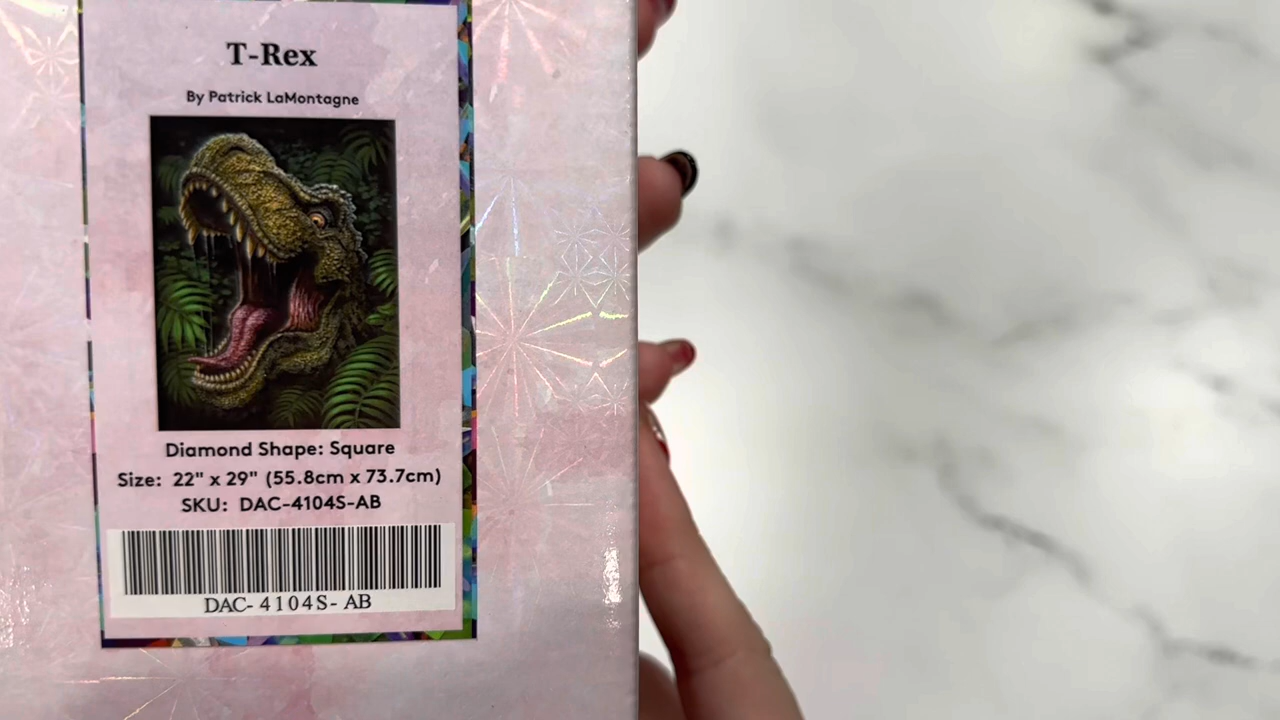 T-Rex
By Patrick LaMontagne
Diamond Shape: Square
Size: 22" x 29" (55.8cm x 73.7cm)
SKU: DAC-4104S-AB
DAC- 4104S- AB